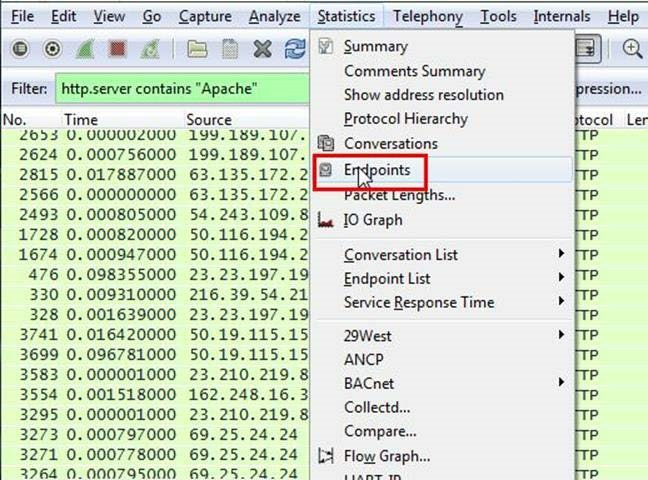 File Edit View Go Capture Analyze Statistics Telephony Tools Internals Help
Filter: http.server contains "Apache" pression...
No. Time Source tocol Len
2653 0.000002000 199.189.107. TP
2624 0.000756000 199.189.107. TP
2815 0.017887000 63.135.172.2 TP
2566 0.000000000 63.135.172.2 TP
2493 0.000805000 54.243.109.8 TP
1728 0.000820000 50.116.194.2 TP
1674 0.000947000 50.116.194.2 TP
476 0.098355000 23.23.197.19 TP
330 0.009310000 216.39.54.21 TP
328 0.001639000 23.23.197.19 TP
3741 0.016420000 50.19.115.15 TP
3699 0.096781000 50.19.115.15 TP
3583 0.000001000 23.210.219.8 TP
3554 0.001518000 162.248.16.3 TP
3295 0.000001000 23.210.219.8 TP
3273 0.000797000 69.25.24.24 TP
3271 0.000778000 69.25.24.24 TP
3264 0.000795000 69.25.24.24 TP
Summary
Comments Summary
Show address resolution
Protocol Hierarchy
Conversations
Endpoints
Packet Lengths...
IO Graph
Conversation List
Endpoint List
Service Response Time
29West
ANCP
BACnet
Collectd...
Compare...
Flow Graph...